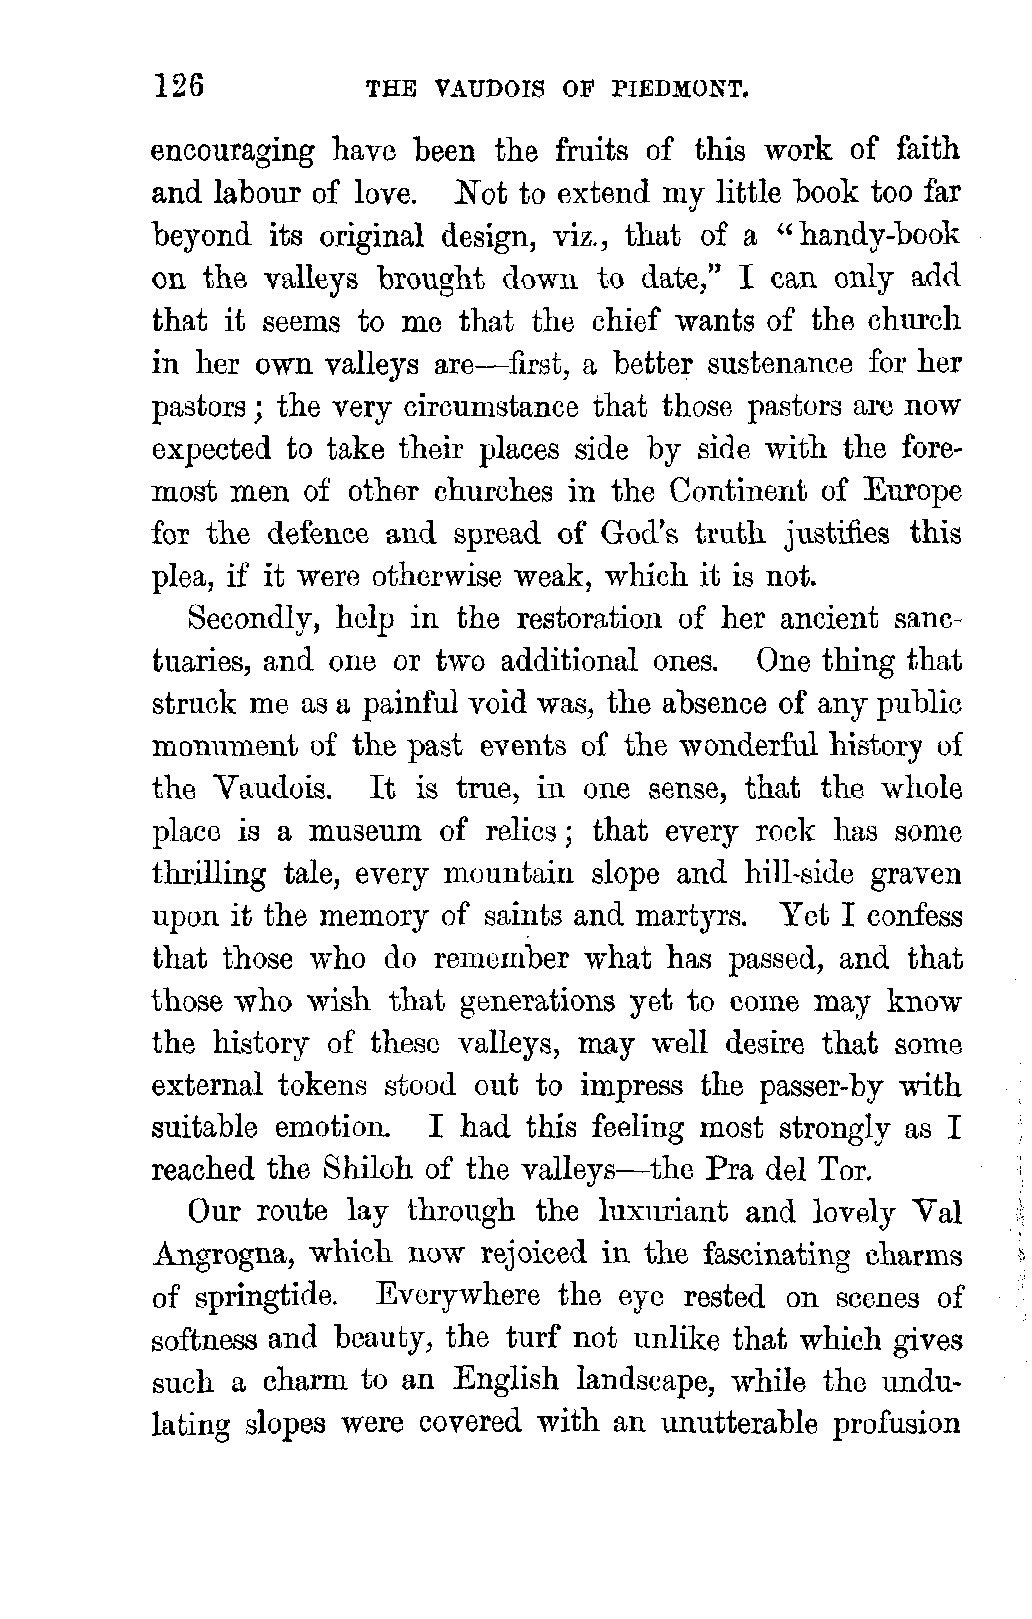 126 THE VAUDOIS OF PIEDMONT.
encouraging have been the fruits of this work of faith
and labour of love. Not to extend my little book too far
beyond its original design, viz., that of a “handy-book
on the valleys brought down to date,” I can only add
that it seems to me that the chief wants of the church
in her own valleys are—first, a better sustenance for her
pastors; the very circumstance that those pastors are now
expected to take their places side by side with the fore-
most men of other churches in the Continent of Europe
for the defence and spread of God's truth justifies this
plea, if it were otherwise weak, which it is not.
Secondly, help in the restoration of her ancient sanc-
tuaries, and one or two additional ones. One thing that
struck me as a painful void was, the absence of any public
monument of the past events of the wonderful history of
the Vaudois. It is true, in one sense, that the whole
place is a museum of relics; that every rock has some
thrilling tale, every mountain slope and hill-side graven
upon it the memory of saints and martyrs. Yet I confess
that those who do remember what has passed, and that
those who wish that generations yet to come may know
the history of these valleys, may well desire that some
external tokens stood out to impress the passer-by with
suitable emotion. I had this feeling most strongly as I
reached the Shiloh of the valleys—the Pra del Tor.
Our route lay through the luxuriant and lovely Val
Angrogna, which now rejoiced in the fascinating charms
of springtide. Everywhere the eye rested on scenes of
softness and beauty, the turf not unlike that which gives
such a charm to an English landscape, while the undu-
lating slopes were covered with an unutterable profusion